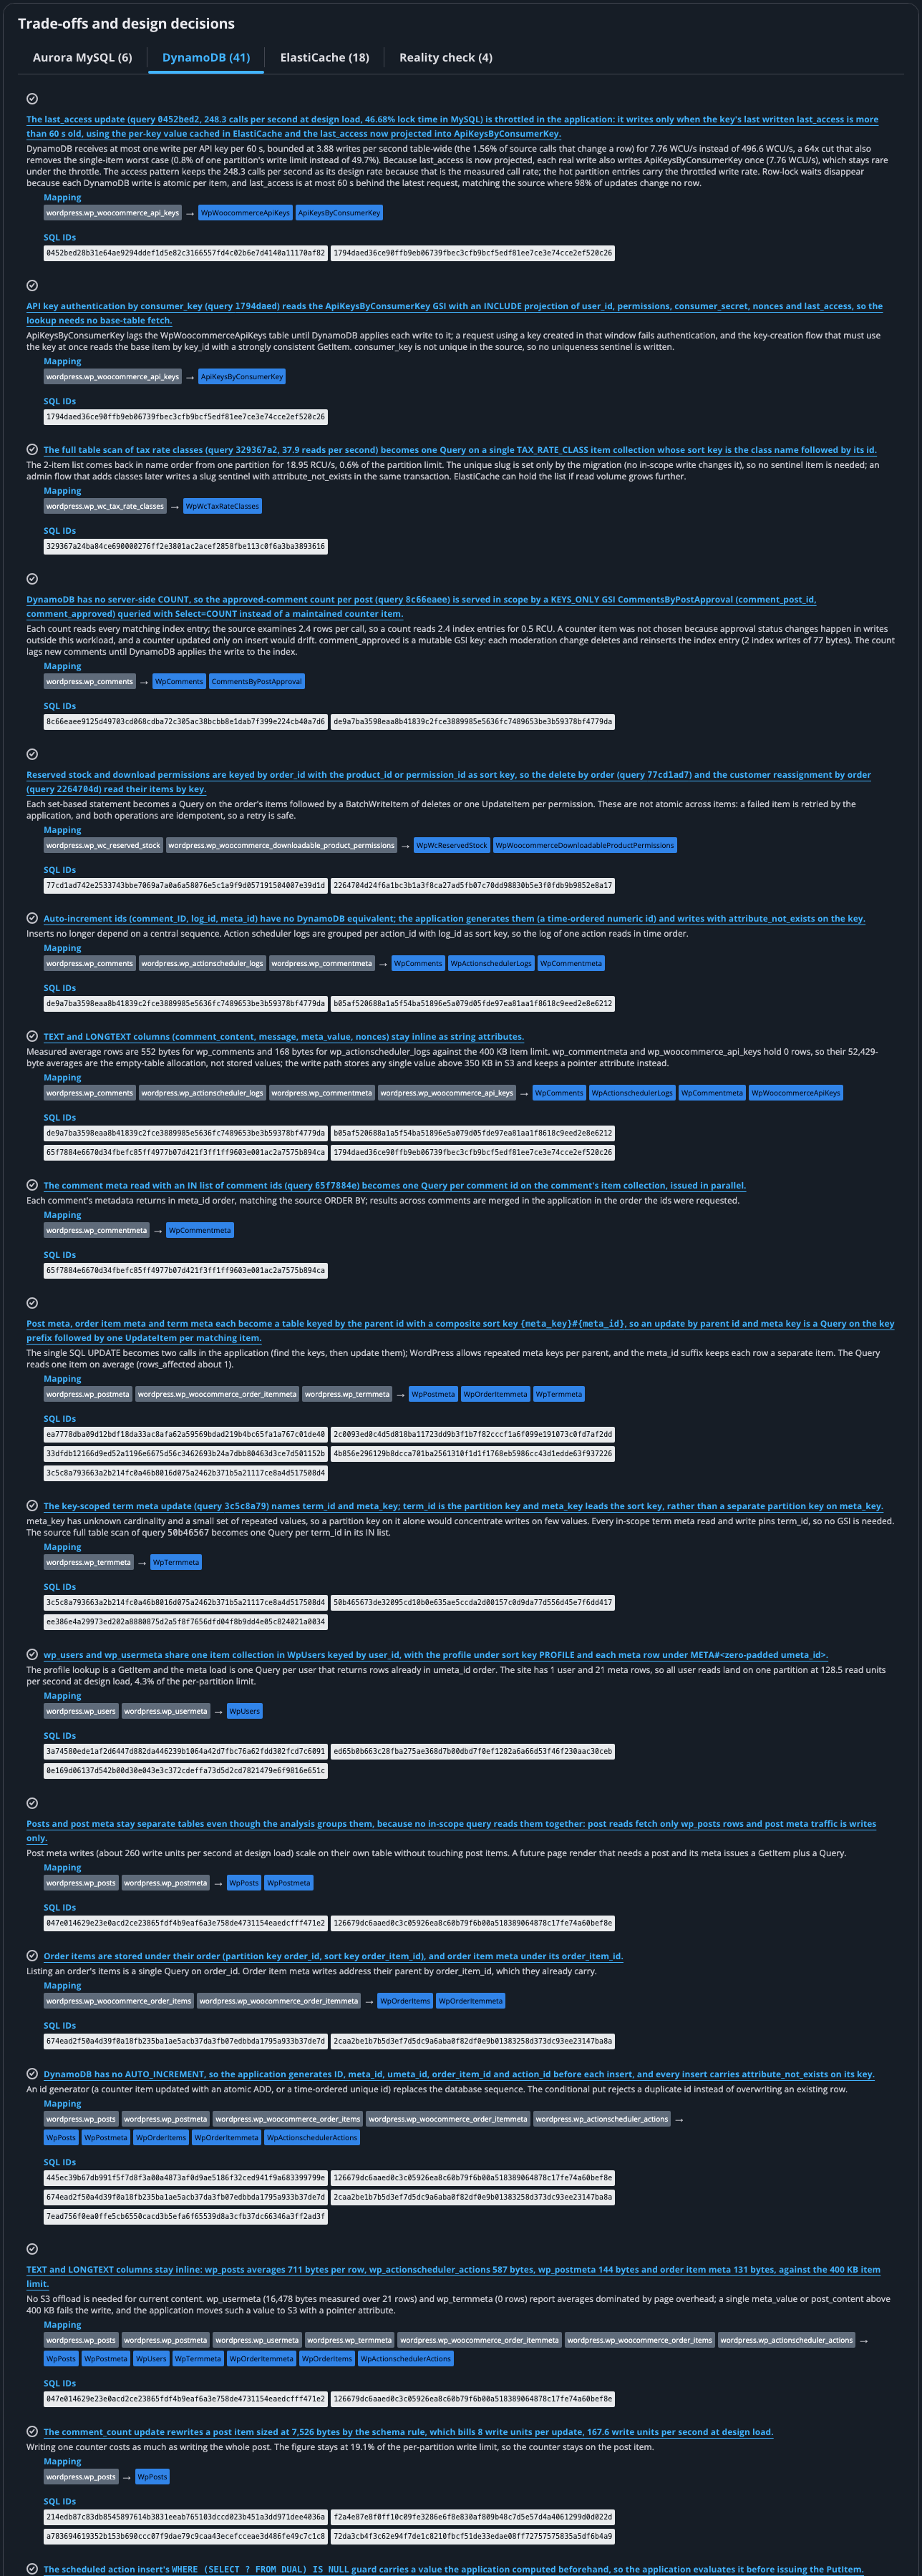 Trade-offs and design decisions
Aurora MySQL (6)
DynamoDB (41)
ElastiCache (18)
Reality check (4)
The last_access update (query 0452bed2, 248.3 calls per second at design load, 46.68% lock time in MySQL) is throttled in the application: it writes only when the key's last written last_access is more
than 60 s old, using the per-key value cached in ElastiCache and the last_access now projected into ApiKeysByConsumerKey.
DynamoDB receives at most one write per API key per 60 s, bounded at 3.88 writes per second table-wide (the 1.56% of source calls that change a row) for 7.76 WCU/s instead of 496.6 WCU/s, a 64x cut that also
removes the single-item worst case (0.8% of one partition's write limit instead of 49.7%). Because last_access is now projected, each real write also writes ApiKeysByConsumerKey once (7.76 WCU/s), which stays rare
under the throttle. The access pattern keeps the 248.3 calls per second as its design rate because that is the measured call rate; the hot partition entries carry the throttled write rate. Row-lock waits disappear
because each DynamoDB write is atomic per item, and last_access is at most 60 s behind the latest request, matching the source where 98% of updates change no row.
Mapping
wordpress.wp_woocommerce_api_keys → WpWoocommerceApiKeys ApiKeysByConsumerKey
SQL IDs
0452bed28b31e64ae9294ddef1d5e82c3166557fd4c02b6e7d4140a11170af82 1794daed36ce90ffb9eb06739fbec3cfb9bcf5edf81ee7ce3e74cce2ef520c26
API key authentication by consumer_key (query 1794daed) reads the ApiKeysByConsumerKey GSI with an INCLUDE projection of user_id, permissions, consumer_secret, nonces and last_access, so the
lookup needs no base-table fetch.
ApiKeysByConsumerKey lags the WpWoocommerceApiKeys table until DynamoDB applies each write to it; a request using a key created in that window fails authentication, and the key-creation flow that must use
the key at once reads the base item by key_id with a strongly consistent GetItem. consumer_key is not unique in the source, so no uniqueness sentinel is written.
Mapping
wordpress.wp_woocommerce_api_keys → ApiKeysByConsumerKey
SQL IDs
1794daed36ce90ffb9eb06739fbec3cfb9bcf5edf81ee7ce3e74cce2ef520c26
The full table scan of tax rate classes (query 329367a2, 37.9 reads per second) becomes one Query on a single TAX_RATE_CLASS item collection whose sort key is the class name followed by its id.
The 2-item list comes back in name order from one partition for 18.95 RCU/s, 0.6% of the partition limit. The unique slug is set only by the migration (no in-scope write changes it), so no sentinel item is needed; an
admin flow that adds classes later writes a slug sentinel with attribute_not_exists in the same transaction. ElastiCache can hold the list if read volume grows further.
Mapping
wordpress.wp_wc_tax_rate_classes → WpWcTaxRateClasses
SQL IDs
329367a24ba84ce690000276ff2e3801ac2acef2858fbe113c0f6a3ba3893616
DynamoDB has no server-side COUNT, so the approved-comment count per post (query 8c66eaee) is served in scope by a KEYS_ONLY GSI CommentsByPostApproval (comment_post_id,
comment_approved) queried with Select=COUNT instead of a maintained counter item.
Each count reads every matching index entry; the source examines 2.4 rows per call, so a count reads 2.4 index entries for 0.5 RCU. A counter item was not chosen because approval status changes happen in writes
outside this workload, and a counter updated only on insert would drift. comment_approved is a mutable GSI key: each moderation change deletes and reinserts the index entry (2 index writes of 77 bytes). The count
lags new comments until DynamoDB applies the write to the index.
Mapping
wordpress.wp_comments → WpComments CommentsByPostApproval
SQL IDs
8c66eaee9125d49703cd068cdba72c305ac38bcbb8e1dab7f399e224cb40a7d6 de9a7ba3598eaa8b41839c2fce3889985e5636fc7489653be3b59378bf4779da
Reserved stock and download permissions are keyed by order_id with the product_id or permission_id as sort key, so the delete by order (query 77cd1ad7) and the customer reassignment by order
(query 2264704d) read their items by key.
Each set-based statement becomes a Query on the order's items followed by a BatchWriteItem of deletes or one UpdateItem per permission. These are not atomic across items: a failed item is retried by the
application, and both operations are idempotent, so a retry is safe.
Mapping
wordpress.wp_wc_reserved_stock wordpress.wp_woocommerce_downloadable_product_permissions → WpWcReservedStock WpWoocommerceDownloadableProductPermissions
SQL IDs
77cd1ad742e2533743bbe7069a7a0a6a58076e5c1a9f9d057191504007e39d1d 2264704d24f6a1bc3b1a3f8ca27ad5fb07c70dd98830b5e3f0fdb9b9852e8a17
Auto-increment ids (comment_ID, log_id, meta_id) have no DynamoDB equivalent; the application generates them (a time-ordered numeric id) and writes with attribute_not_exists on the key.
Inserts no longer depend on a central sequence. Action scheduler logs are grouped per action_id with log_id as sort key, so the log of one action reads in time order.
Mapping
wordpress.wp_comments wordpress.wp_actionscheduler_logs wordpress.wp_commentmeta → WpComments WpActionschedulerLogs WpCommentmeta
SQL IDs
de9a7ba3598eaa8b41839c2fce3889985e5636fc7489653be3b59378bf4779da b05af520688a1a5f54ba51896e5a079d05fde97ea81aa1f8618c9eed2e8e6212
TEXT and LONGTEXT columns (comment_content, message, meta_value, nonces) stay inline as string attributes.
Measured average rows are 552 bytes for wp_comments and 168 bytes for wp_actionscheduler_logs against the 400 KB item limit. wp_commentmeta and wp_woocommerce_api_keys hold 0 rows, so their 52,429-
byte averages are the empty-table allocation, not stored values; the write path stores any single value above 350 KB in S3 and keeps a pointer attribute instead.
Mapping
wordpress.wp_comments wordpress.wp_actionscheduler_logs wordpress.wp_commentmeta wordpress.wp_woocommerce_api_keys → WpComments WpActionschedulerLogs WpCommentmeta WpWoocommerceApiKeys
SQL IDs
de9a7ba3598eaa8b41839c2fce3889985e5636fc7489653be3b59378bf4779da b05af520688a1a5f54ba51896e5a079d05fde97ea81aa1f8618c9eed2e8e6212
65f7884e6670d34fbefc85ff4977b07d421f3ff1ff9603e001ac2a7575b894ca 1794daed36ce90ffb9eb06739fbec3cfb9bcf5edf81ee7ce3e74cce2ef520c26
The comment meta read with an IN list of comment ids (query 65f7884e) becomes one Query per comment id on the comment's item collection, issued in parallel.
Each comment's metadata returns in meta_id order, matching the source ORDER BY; results across comments are merged in the application in the order the ids were requested.
Mapping
wordpress.wp_commentmeta → WpCommentmeta
SQL IDs
65f7884e6670d34fbefc85ff4977b07d421f3ff1ff9603e001ac2a7575b894ca
Post meta, order item meta and term meta each become a table keyed by the parent id with a composite sort key {meta_key}#{meta_id}, so an update by parent id and meta key is a Query on the key
prefix followed by one UpdateItem per matching item.
The single SQL UPDATE becomes two calls in the application (find the keys, then update them); WordPress allows repeated meta keys per parent, and the meta_id suffix keeps each row a separate item. The Query
reads one item on average (rows_affected about 1).
Mapping
wordpress.wp_postmeta wordpress.wp_woocommerce_order_itemmeta wordpress.wp_termmeta → WpPostmeta WpOrderItemmeta WpTermmeta
SQL IDs
ea7778dba09d12bdf18da33ac8afa62a59569bdad219b4bc65fa1a767c01de40 2c0093ed0c4d5d818ba11723dd9b3f1b7f82cccf1a6f099e191073c0fd7af2dd
33dfdb12166d9ed52a1196e6675d56c3462693b24a7dbb80463d3ce7d501152b 4b856e296129b8dcca701ba2561310f1d1f1768eb5986cc43d1edde63f937226
3c5c8a793663a2b214fc0a46b8016d075a2462b371b5a21117ce8a4d517508d4
The key-scoped term meta update (query 3c5c8a79) names term_id and meta_key; term_id is the partition key and meta_key leads the sort key, rather than a separate partition key on meta_key.
meta_key has unknown cardinality and a small set of repeated values, so a partition key on it alone would concentrate writes on few values. Every in-scope term meta read and write pins term_id, so no GSI is needed.
The source full table scan of query 50b46567 becomes one Query per term_id in its IN list.
Mapping
wordpress.wp_termmeta → WpTermmeta
SQL IDs
3c5c8a793663a2b214fc0a46b8016d075a2462b371b5a21117ce8a4d517508d4 50b465673de32095cd10b0e635ae5ccda2d00157c0d9da77d556d45e7f6dd417
ee386e4a29973ed202a8880875d2a5f8f7656dfd04f8b9dd4e05c824021a0034
wp_users and wp_usermeta share one item collection in WpUsers keyed by user_id, with the profile under sort key PROFILE and each meta row under META#<zero-padded umeta_id>.
The profile lookup is a GetItem and the meta load is one Query per user that returns rows already in umeta_id order. The site has 1 user and 21 meta rows, so all user reads land on one partition at 128.5 read units
per second at design load, 4.3% of the per-partition limit.
Mapping
wordpress.wp_users wordpress.wp_usermeta → WpUsers
SQL IDs
3a74580ede1af2d6447d882da446239b1064a42d7fbc76a62fdd302fcd7c6091 ed65b0b663c28fba275ae368d7b00dbd7f0ef1282a6a66d53f46f230aac30ceb
0e169d06137d542b00d30e043e3c372cdeffa73d5d2cd7821479e6f9816e651c
Posts and post meta stay separate tables even though the analysis groups them, because no in-scope query reads them together: post reads fetch only wp_posts rows and post meta traffic is writes
only.
Post meta writes (about 260 write units per second at design load) scale on their own table without touching post items. A future page render that needs a post and its meta issues a GetItem plus a Query.
Mapping
wordpress.wp_posts wordpress.wp_postmeta → WpPosts WpPostmeta
SQL IDs
047e014629e23e0acd2ce23865fdf4b9eaf6a3e758de4731154eaedcfff471e2 126679dc6aaed0c3c05926ea8c60b79f6b00a518389064878c17fe74a60bef8e
Order items are stored under their order (partition key order_id, sort key order_item_id), and order item meta under its order_item_id.
Listing an order's items is a single Query on order_id. Order item meta writes address their parent by order_item_id, which they already carry.
Mapping
wordpress.wp_woocommerce_order_items wordpress.wp_woocommerce_order_itemmeta → WpOrderItems WpOrderItemmeta
SQL IDs
674ead2f50a4d39f0a18fb235ba1ae5acb37da3fb07edbbda1795a933b37de7d 2caa2be1b7b5d3ef7d5dc9a6aba0f82df0e9b01383258d373dc93ee23147ba8a
DynamoDB has no AUTO_INCREMENT, so the application generates ID, meta_id, umeta_id, order_item_id and action_id before each insert, and every insert carries attribute_not_exists on its key.
An id generator (a counter item updated with an atomic ADD, or a time-ordered unique id) replaces the database sequence. The conditional put rejects a duplicate id instead of overwriting an existing row.
Mapping
wordpress.wp_posts wordpress.wp_postmeta wordpress.wp_woocommerce_order_items wordpress.wp_woocommerce_order_itemmeta wordpress.wp_actionscheduler_actions →
WpPosts WpPostmeta WpOrderItems WpOrderItemmeta WpActionschedulerActions
SQL IDs
445ec39b67db991f5f7d8f3a00a4873af0d9ae5186f32ced941f9a683399799e 126679dc6aaed0c3c05926ea8c60b79f6b00a518389064878c17fe74a60bef8e
674ead2f50a4d39f0a18fb235ba1ae5acb37da3fb07edbbda1795a933b37de7d 2caa2be1b7b5d3ef7d5dc9a6aba0f82df0e9b01383258d373dc93ee23147ba8a
7ead756f0ea0ffe5cb6550cacd3b5efa6f65539d8a3cfb37dc66346a3ff2ad3f
TEXT and LONGTEXT columns stay inline: wp_posts averages 711 bytes per row, wp_actionscheduler_actions 587 bytes, wp_postmeta 144 bytes and order item meta 131 bytes, against the 400 KB item
limit.
No S3 offload is needed for current content. wp_usermeta (16,478 bytes measured over 21 rows) and wp_termmeta (0 rows) report averages dominated by page overhead; a single meta_value or post_content above
400 KB fails the write, and the application moves such a value to S3 with a pointer attribute.
Mapping
wordpress.wp_posts wordpress.wp_postmeta wordpress.wp_usermeta wordpress.wp_termmeta wordpress.wp_woocommerce_order_itemmeta wordpress.wp_woocommerce_order_items wordpress.wp_actionscheduler_actions →
WpPosts WpPostmeta WpUsers WpTermmeta WpOrderItemmeta WpOrderItems WpActionschedulerActions
SQL IDs
047e014629e23e0acd2ce23865fdf4b9eaf6a3e758de4731154eaedcfff471e2 126679dc6aaed0c3c05926ea8c60b79f6b00a518389064878c17fe74a60bef8e
The comment_count update rewrites a post item sized at 7,526 bytes by the schema rule, which bills 8 write units per update, 167.6 write units per second at design load.
Writing one counter costs as much as writing the whole post. The figure stays at 19.1% of the per-partition write limit, so the counter stays on the post item.
Mapping
wordpress.wp_posts → WpPosts
SQL IDs
214edb87c83db8545897614b3831eeab765103dccd023b451a3dd971dee4036a f2a4e87e8f0ff10c09fe3286e6f8e830af809b48c7d5e57d4a4061299d0d022d
a783694619352b153b690ccc07f9dae79c9caa43ecefcceae3d486fe49c7c1c8 72da3cb4f3c62e94f7de1c8210fbcf51de33edae08ff72757575835a5df6b4a9
The scheduled action insert's WHERE (SELECT ? FROM DUAL) IS NULL guard carries a value the application computed beforehand, so the application evaluates it before issuing the PutItem.